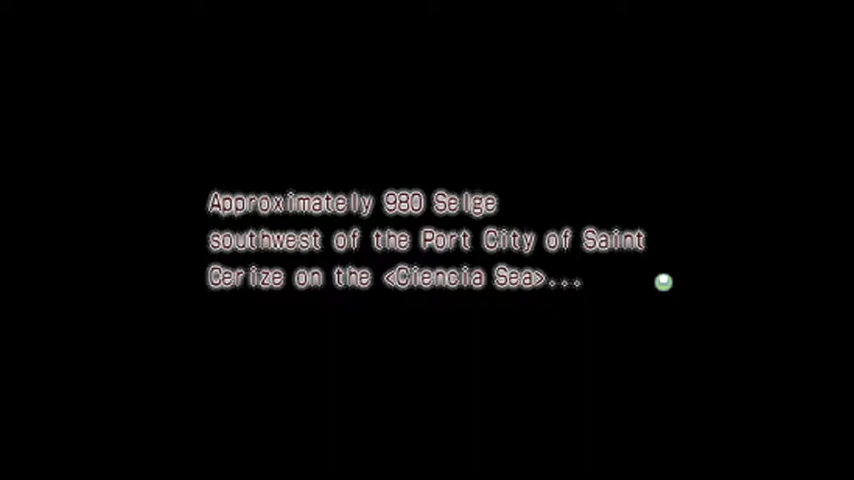 Approximately 980 Selge
southwest of the Port City of Saint
Cerize on the <Ciencia Sea>...